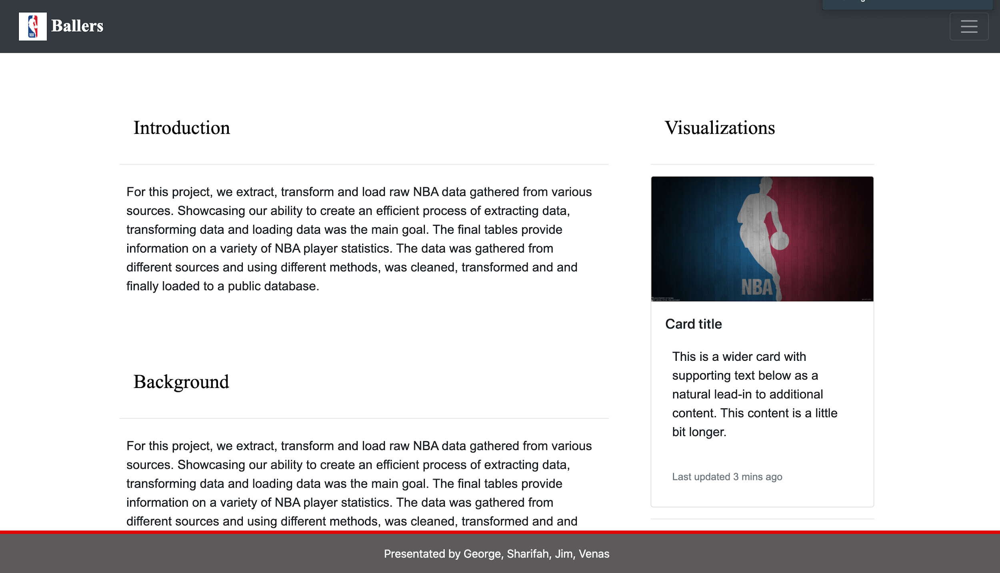 NBA
Ballers
Introduction
For this project, we extract, transform and load raw NBA data gathered from various
sources. Showcasing our ability to create an efficient process of extracting data,
transforming data and loading data was the main goal. The final tables provide
information on a variety of NBA player statistics. The data was gathered from
different sources and using different methods, was cleaned, transformed and and
finally loaded to a public database.
Background
For this project, we extract, transform and load raw NBA data gathered from various
sources. Showcasing our ability to create an efficient process of extracting data,
transforming data and loading data was the main goal. The final tables provide
information on a variety of NBA player statistics. The data was gathered from
different sources and using different methods, was cleaned, transformed and and
Visualizations
NBA
Card title
This is a wider card with
supporting text below as a
natural lead-in to additional
content. This content is a little
bit longer.
Last updated 3 mins ago
Presentated by George, Sharifah, Jim, Venas